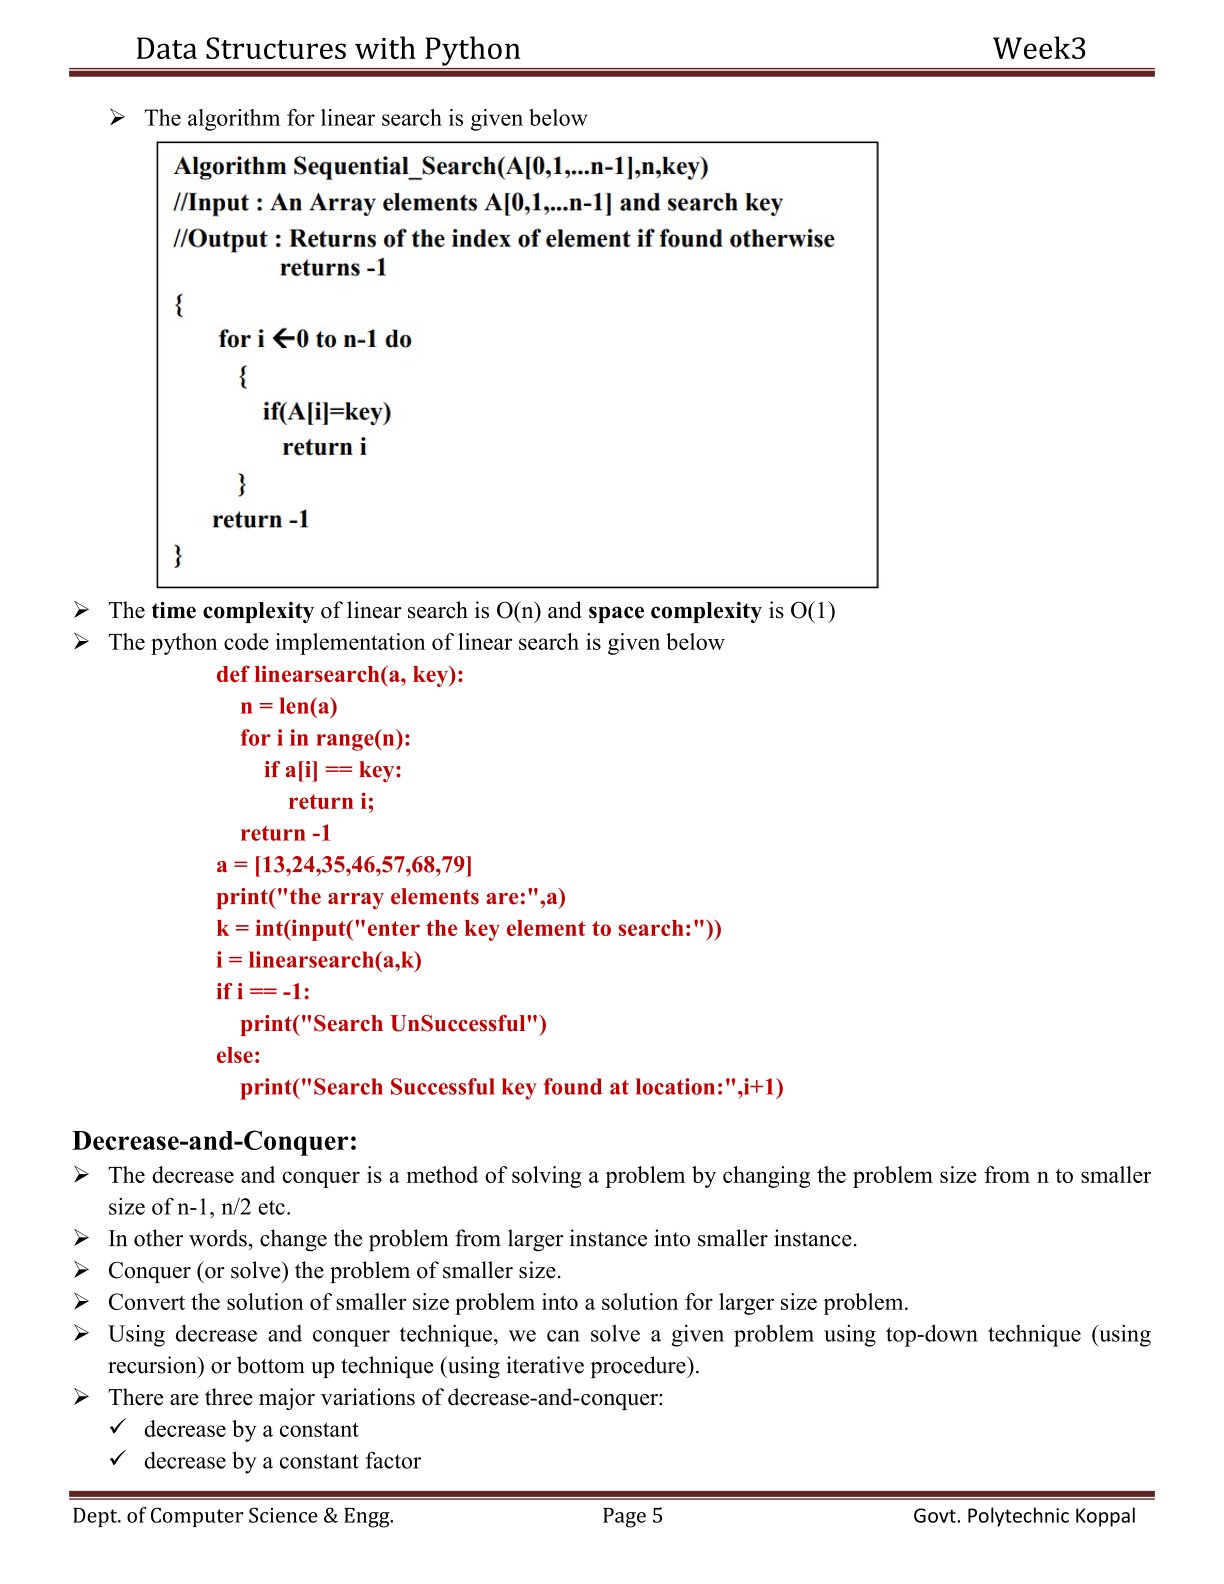 Data Structures with Python Week3
➢ The algorithm for linear search is given below
Algorithm Sequential_Search(A[0,1,...n-1],n,key)
//Input : An Array elements A[0,1,...n-1] and search key
//Output : Returns of the index of element if found otherwise
returns -1
{
for i ←0 to n-1 do
{
if(A[i]=key)
return i
}
return -1
}
➢ The time complexity of linear search is O(n) and space complexity is O(1)
➢ The python code implementation of linear search is given below
def linearsearch(a, key):
n = len(a)
for i in range(n):
if a[i] == key:
return i;
return -1
a = [13,24,35,46,57,68,79]
print("the array elements are:",a)
k = int(input("enter the key element to search:"))
i = linearsearch(a,k)
if i == -1:
print("Search UnSuccessful")
else:
print("Search Successful key found at location:",i+1)
Decrease-and-Conquer:
➢ The decrease and conquer is a method of solving a problem by changing the problem size from n to smaller
size of n-1, n/2 etc.
➢ In other words, change the problem from larger instance into smaller instance.
➢ Conquer (or solve) the problem of smaller size.
➢ Convert the solution of smaller size problem into a solution for larger size problem.
➢ Using decrease and conquer technique, we can solve a given problem using top-down technique (using
recursion) or bottom up technique (using iterative procedure).
➢ There are three major variations of decrease-and-conquer:
✓ decrease by a constant
✓ decrease by a constant factor
Dept. of Computer Science & Engg. Page 5 Govt. Polytechnic Koppal